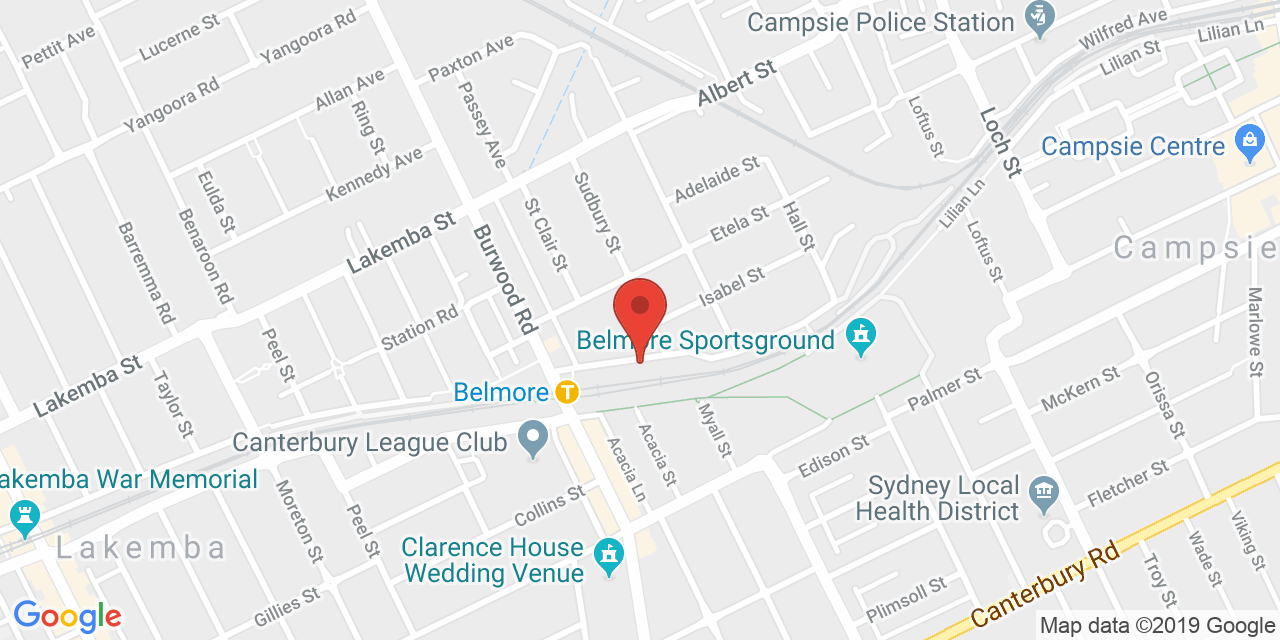 Pettit Ave
Lucerne St
Yangoora Rd
Yangoora Rd
Paxton Ave
Allan Ave
Ring St
Passey Ave
Kennedy Ave
Albert St
Campsie Police Station
Wilfred Ave
Lilian St
Lilian Ln
Loftus St
Loch St
Campsie Centre
Campsie
Eulda St
Benaroon Rd
Barremma Rd
Lakemba St
Burwood Rd
St Clair St
Sudbury St
Adelaide St
Etela St
Hall St
Isabel St
Lilian Ln
Loftus St
Marlowe St
Station Rd
Peel St
Lakemba St
Taylor St
Belmore Sportsground
Belmore
T
Canterbury League Club
Palmer St
McKern St
Orissa St
Acacia Ln
Acacia St
Myall St
Edison St
Fletcher St
akemba War Memorial
Lakemba
Moreton St
Peel St
Collins St
Gillies St
Clarence House
Wedding Venue
Sydney Local
Health District
Canterbury Rd
Plimsoll St
Troy St
Wade St
Viking St
Google
Map data ©2019 Google